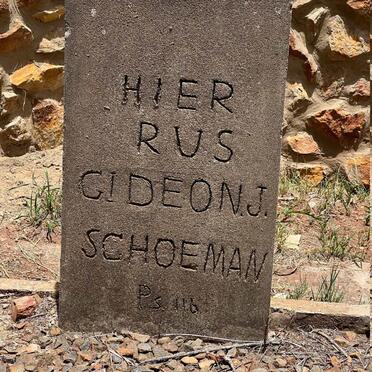 HIER
RUS
GIDEON.J.
SCHOEMAN
Ps. 116